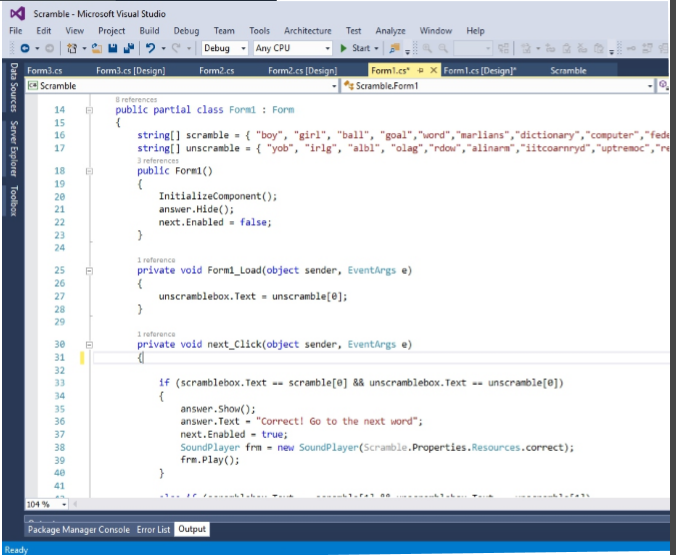 Scramble - Microsoft Visual Studio
File Edit View Project Build Debug Team Tools Architecture Test Analyze Window Help
Debug Any CPU Start
Data Sources
Server Explorer
Toolbox
Form3.cs Form3.cs [Design] Form2.cs Form2.cs [Design] Form1.cs* Form1.cs [Design]* Scramble
Scramble Scramble.Form1
8 references
14 public partial class Form1 : Form
15 {
16 string[] scramble = { "boy", "girl", "ball", "goal","word","marlians","dictionary","computer","fede
17 string[] unscramble = { "yob", "irlg", "albl", "olag","rdow","alinarm","iitcoarnryd","uptremoc","re
3 references
18 public Form1()
19 {
20 InitializeComponent();
21 answer.Hide();
22 next.Enabled = false;
23 }
24
1 reference
25 private void Form1_Load(object sender, EventArgs e)
26 {
27 unscramblebox.Text = unscramble[0];
28 }
29
1 reference
30 private void next_Click(object sender, EventArgs e)
31 {
32
33 if (scramblebox.Text == scramble[0] && unscramblebox.Text == unscramble[0])
34 {
35 answer.Show();
36 answer.Text = "Correct! Go to the next word";
37 next.Enabled = true;
38 SoundPlayer frm = new SoundPlayer(Scramble.Properties.Resources.correct);
39 frm.Play();
40 }
41
104 %
Package Manager Console Error List Output
Ready